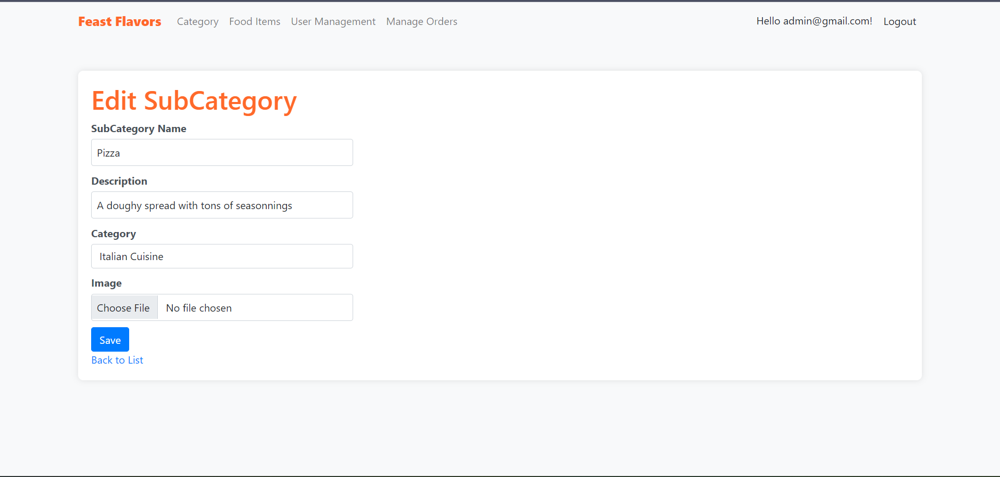 Feast Flavors Category Food Items User Management Manage Orders Hello admin@gmail.com! Logout
Edit SubCategory
SubCategory Name
Pizza
Description
A doughy spread with tons of seasonnings
Category
Italian Cuisine
Image
Choose File No file chosen
Save
Back to List